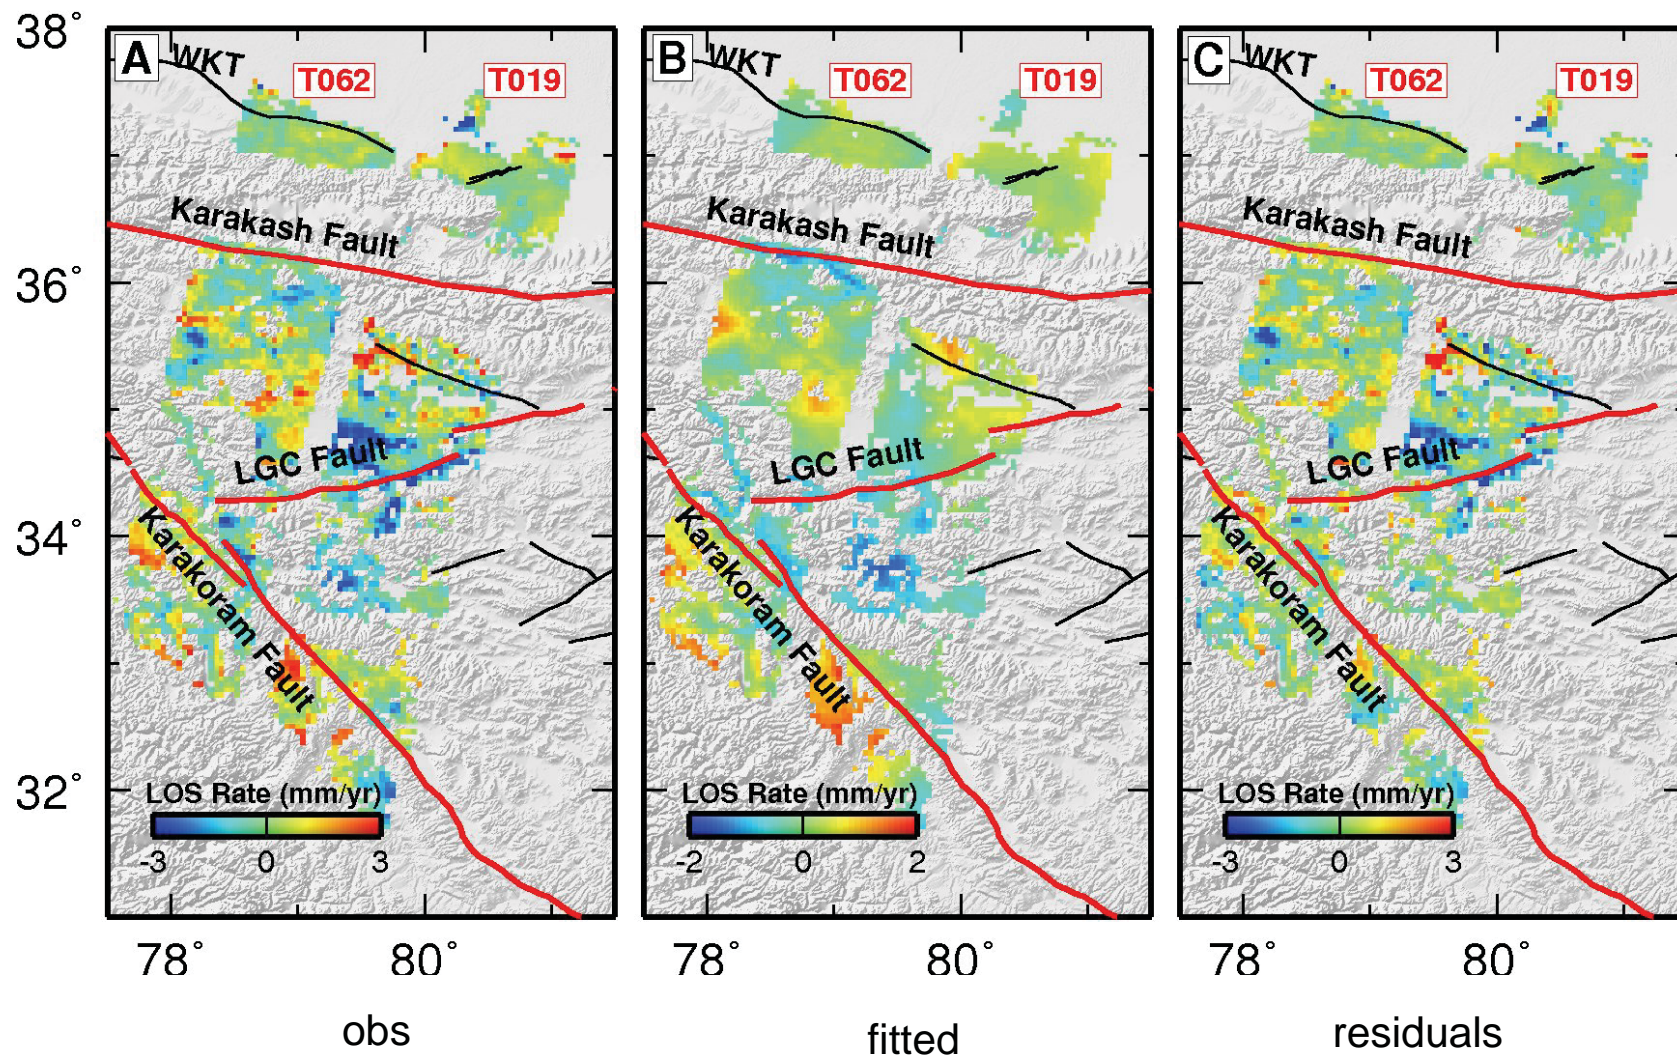 38°
36°
34°
32°
A
WKT
T062
T019
Karakash Fault
LGC Fault
Karakoram Fault
LOS Rate (mm/yr)
-3 0 3
78° 80°
obs
B
WKT
T062
T019
Karakash Fault
LGC Fault
Karakoram Fault
LOS Rate (mm/yr)
-2 0 2
78° 80°
fitted
C
WKT
T062
T019
Karakash Fault
LGC Fault
Karakoram Fault
LOS Rate (mm/yr)
-3 0 3
78° 80°
residuals